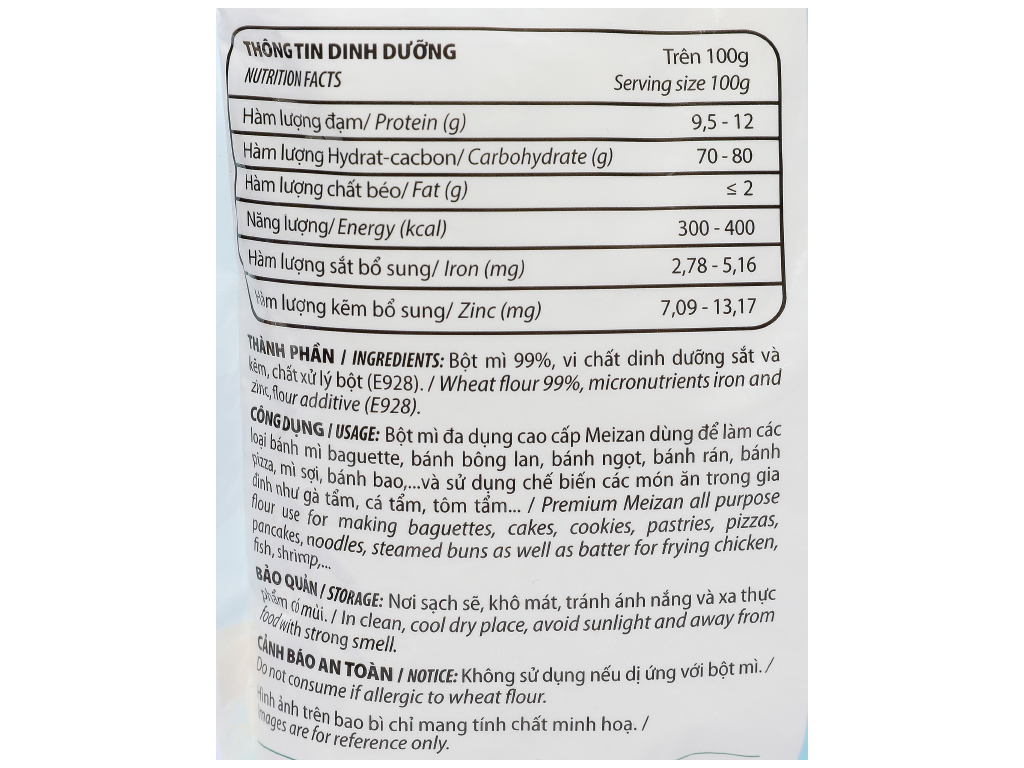 THÔNG TIN DINH DƯỠNG Trên 100g
NUTRITION FACTS Serving size 100g
Hàm lượng đạm/ Protein (g) 9,5 - 12
Hàm lượng Hydrat-cacbon/ Carbohydrate (g) 70 - 80
Hàm lượng chất béo/ Fat (g) ≤ 2
Năng lượng/ Energy (kcal) 300 - 400
Hàm lượng sắt bổ sung/ Iron (mg) 2,78 - 5,16
Hàm lượng kẽm bổ sung/ Zinc (mg) 7,09 - 13,17
THÀNH PHẦN / INGREDIENTS: Bột mì 99%, vi chất dinh dưỡng sắt và
kẽm, chất xử lý bột (E928). / Wheat flour 99%, micronutrients iron and
zinc, flour additive (E928).
CÔNG DỤNG / USAGE: Bột mì đa dụng cao cấp Meizan dùng để làm các
loại bánh mì baguette, bánh bông lan, bánh ngọt, bánh rán, bánh
pizza, mì sợi, bánh bao,...và sử dụng chế biến các món ăn trong gia
đình như gà tẩm, cá tẩm, tôm tẩm... / Premium Meizan all purpose
flour use for making baguettes, cakes, cookies, pastries, pizzas,
pancakes, noodles, steamed buns as well as batter for frying chicken,
fish, shrimp,...
BẢO QUẢN / STORAGE: Nơi sạch sẽ, khô mát, tránh ánh nắng và xa thực
phẩm có mùi. / In clean, cool dry place, avoid sunlight and away from
food with strong smell.
CẢNH BÁO AN TOÀN / NOTICE: Không sử dụng nếu dị ứng với bột mì. /
Do not consume if allergic to wheat flour.
Hình ảnh trên bao bì chỉ mang tính chất minh hoạ. /
Images are for reference only.